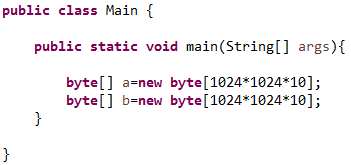 public class Main {
public static void main(String[] args){
byte[] a=new byte[1024*1024*10];
byte[] b=new byte[1024*1024*10];
}
}